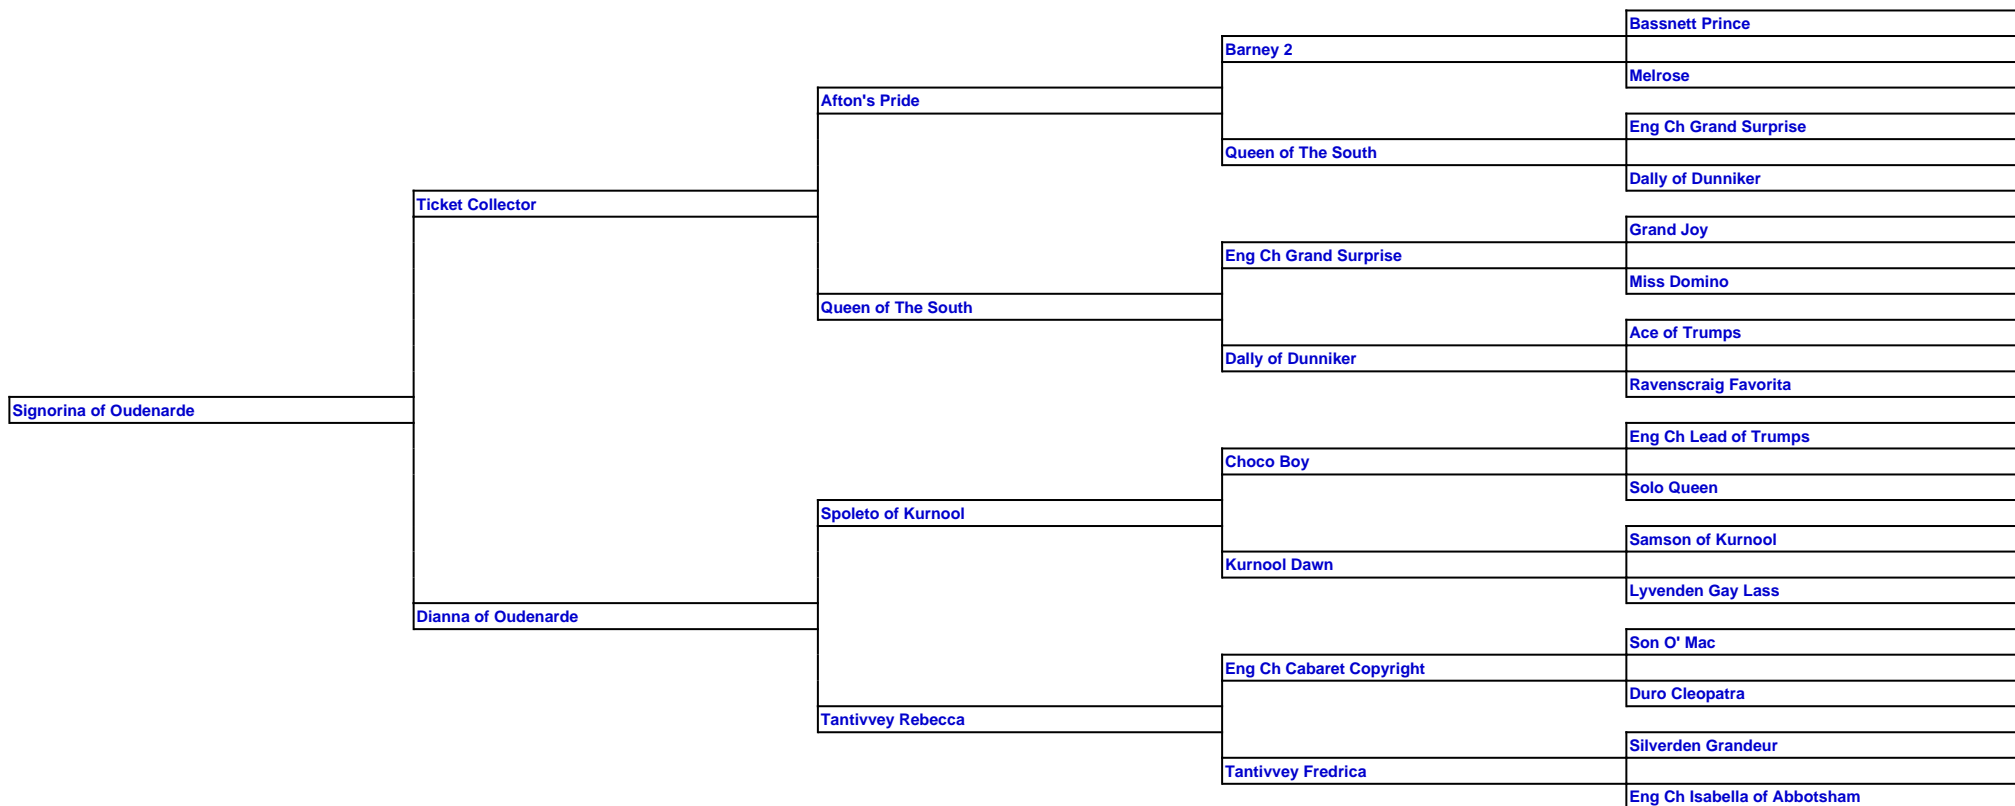 Bassnett Prince
Barney 2
Melrose
Afton's Pride
Eng Ch Grand Surprise
Queen of The South
Dally of Dunniker
Ticket Collector
Grand Joy
Eng Ch Grand Surprise
Miss Domino
Queen of The South
Ace of Trumps
Dally of Dunniker
Ravenscraig Favorita
Signorina of Oudenarde
Eng Ch Lead of Trumps
Choco Boy
Solo Queen
Spoleto of Kurnool
Samson of Kurnool
Kurnool Dawn
Lyvenden Gay Lass
Dianna of Oudenarde
Son O' Mac
Eng Ch Cabaret Copyright
Duro Cleopatra
Tantivvey Rebecca
Silverden Grandeur
Tantivvey Fredrica
Eng Ch Isabella of Abbotsham